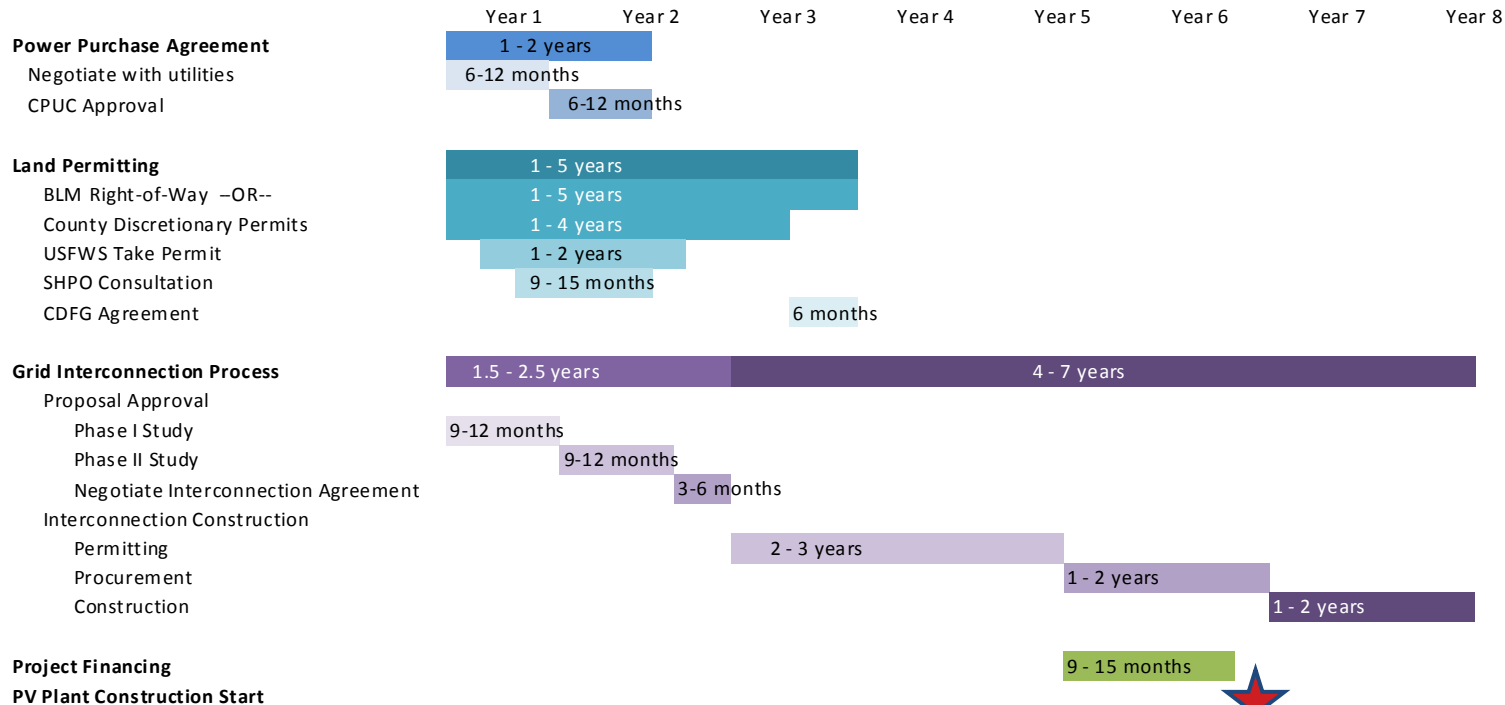 Year 1 Year 2 Year 3 Year 4 Year 5 Year 6 Year 7 Year 8
Power Purchase Agreement 1 - 2 years
Negotiate with utilities 6-12 months
CPUC Approval 6-12 months
Land Permitting 1 - 5 years
BLM Right-of-Way –OR-- 1 - 5 years
County Discretionary Permits 1 - 4 years
USFWS Take Permit 1 - 2 years
SHPO Consultation 9 - 15 months
CDFG Agreement 6 months
Grid Interconnection Process 1.5 - 2.5 years 4 - 7 years
Proposal Approval
Phase I Study 9-12 months
Phase II Study 9-12 months
Negotiate Interconnection Agreement 3-6 months
Interconnection Construction
Permitting 2 - 3 years
Procurement 1 - 2 years
Construction 1 - 2 years
Project Financing 9 - 15 months
PV Plant Construction Start